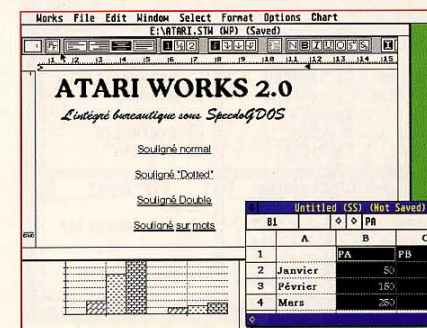 Works File Edit Window Select Format Options Chart
E:\ATARI.STW (WP) (Saved)
ATARI WORKS 2.0
L'intégré bureautique sous SpeedoGDOS
Souligné normal
Souligné "Dotted"
Souligné Double
Souligné sur mots
Untitled (SS) (Not Saved)
B1 PA
A B C
1 PA PB
2 Janvier 50
3 Février 150
4 Mars 250